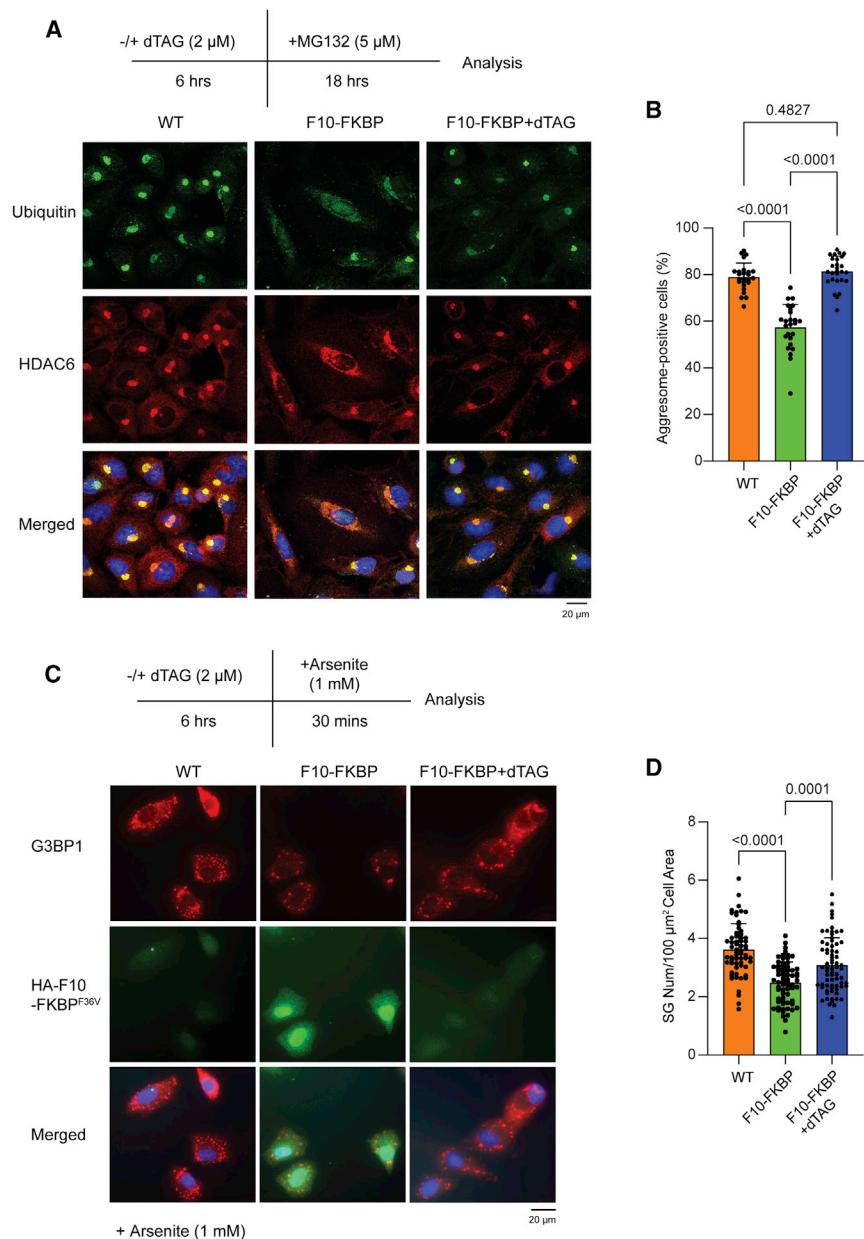 A
-/+ dTAG (2 µM)
+MG132 (5 µM)
Analysis
6 hrs
18 hrs
WT
F10-FKBP
F10-FKBP+dTAG
Ubiquitin
HDAC6
Merged
20 µm
B
0.4827
<0.0001
<0.0001
Aggresome-positive cells (%)
100
80
60
40
20
0
WT
F10-FKBP
F10-FKBP
+dTAG
C
-/+ dTAG (2 µM)
+Arsenite
(1 mM)
Analysis
6 hrs
30 mins
WT
F10-FKBP
F10-FKBP+dTAG
G3BP1
HA-F10
-FKBP^F36V
Merged
20 µm
+ Arsenite (1 mM)
D
0.0001
<0.0001
SG Num/100 µm² Cell Area
8
6
4
2
0
WT
F10-FKBP
F10-FKBP
+dTAG